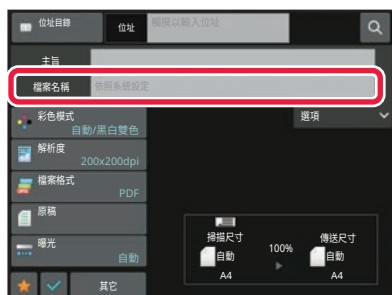 位址目錄
位址
觸摸以輸入位址
主旨
檔案名稱
依照系統設定
彩色模式
自動/黑白雙色
選項
解析度
200x200dpi
檔案格式
PDF
原稿
曝光
自動
其它
掃描尺寸
自動
A4
100%
傳送尺寸
自動
A4